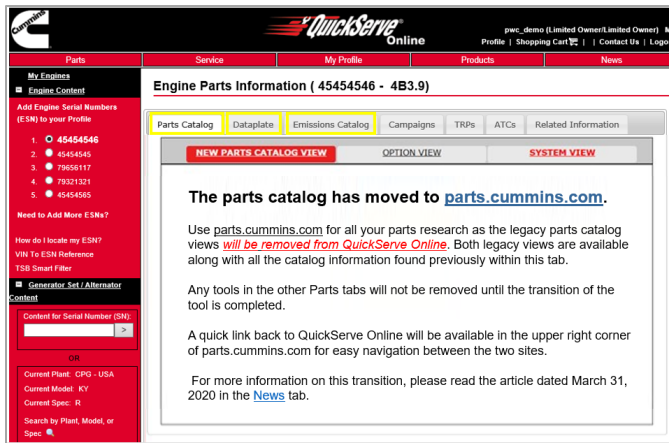 Cummins
QuickServe®
Online
pwc_demo (Limited Owner/Limited Owner) M
Profile | Shopping Cart | | Contact Us | Logo
Parts Service My Profile Products News
My Engines
Engine Content
Add Engine Serial Numbers
(ESN) to your Profile
1. 45454546
2. 45454545
3. 79656117
4. 79321321
5. 45454565
Need to Add More ESNs?
How do I locate my ESN?
VIN To ESN Reference
TSB Smart Filter
Generator Set / Alternator
Content
Content for Serial Number (SN):
>
OR
Current Plant: CPG - USA
Current Model: KY
Current Spec: R
Search by Plant, Model, or
Spec
Engine Parts Information ( 45454546 - 4B3.9)
Parts Catalog Dataplate Emissions Catalog Campaigns TRPs ATCs Related Information
NEW PARTS CATALOG VIEW OPTION VIEW SYSTEM VIEW
The parts catalog has moved to parts.cummins.com.
Use parts.cummins.com for all your parts research as the legacy parts catalog
views will be removed from QuickServe Online. Both legacy views are available
along with all the catalog information found previously within this tab.
Any tools in the other Parts tabs will not be removed until the transition of the
tool is completed.
A quick link back to QuickServe Online will be available in the upper right corner
of parts.cummins.com for easy navigation between the two sites.
For more information on this transition, please read the article dated March 31,
2020 in the News tab.